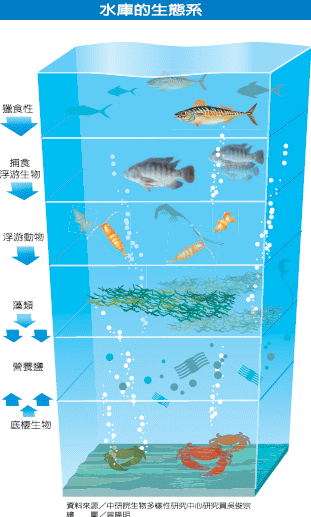 水庫的生態系
獵食性
捕食
浮游生物
浮游動物
藻類
營養鹽
底棲生物
資料來源／中研院生物多樣性研究中心研究員吳俊宗
繪　圖／曾隆明